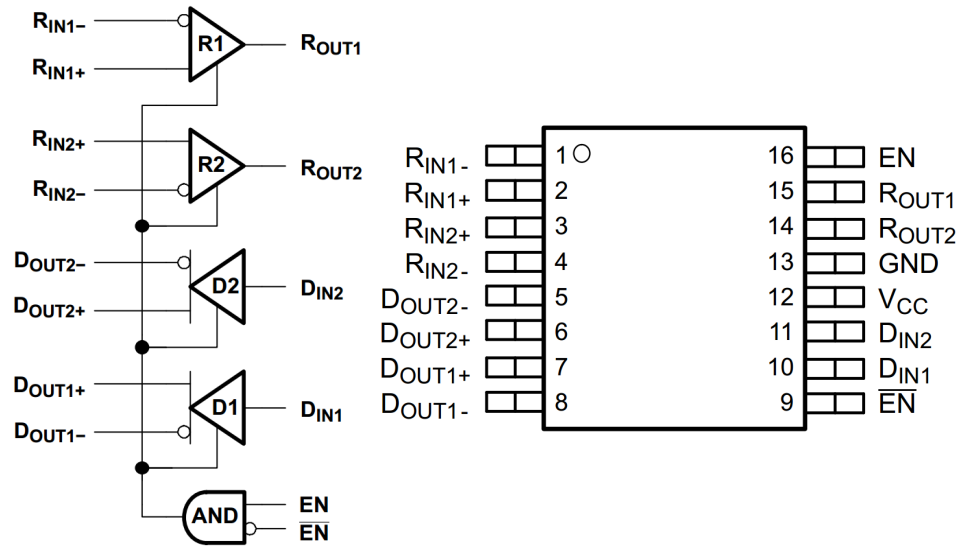 RIN1−
R1
ROUT1
RIN1+
RIN2+
R2
ROUT2
RIN2−
DOUT2−
D2
DIN2
DOUT2+
DOUT1+
D1
DIN1
DOUT1−
AND
EN
E̅N̅
RIN1- 1 16 EN
RIN1+ 2 15 ROUT1
RIN2+ 3 14 ROUT2
RIN2- 4 13 GND
DOUT2- 5 12 VCC
DOUT2+ 6 11 DIN2
DOUT1+ 7 10 DIN1
DOUT1- 8 9 E̅N̅